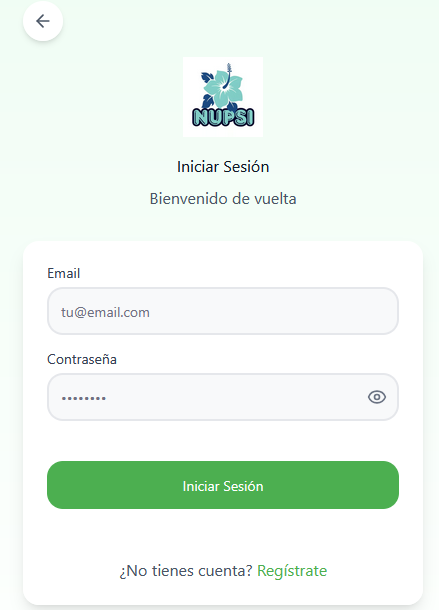 NUPSI
Iniciar Sesión
Bienvenido de vuelta
Email
tu@email.com
Contraseña
••••••••
Iniciar Sesión
¿No tienes cuenta? Regístrate